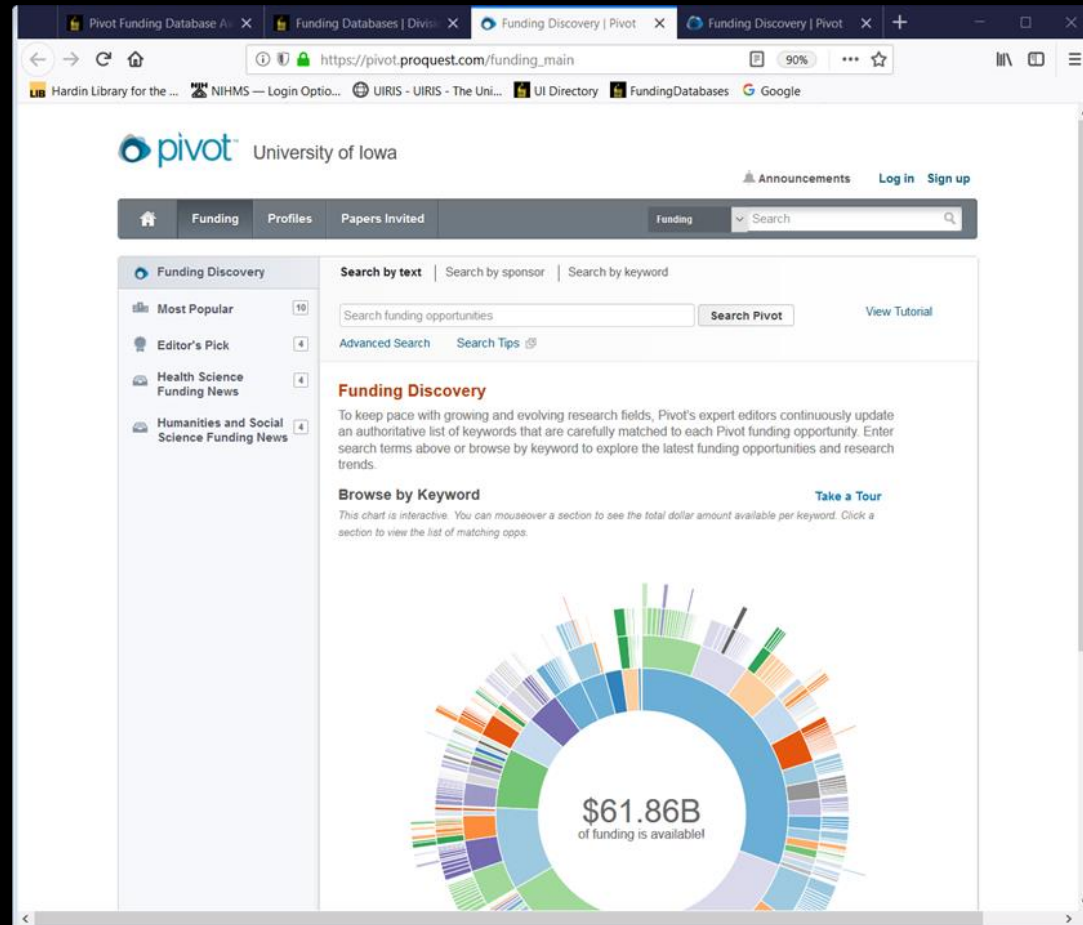 Pivot Funding Database A
Funding Databases | Divisi
Funding Discovery | Pivot
Funding Discovery | Pivot
https://pivot.proquest.com/funding_main
90%
LIB Hardin Library for the ...
NIH NIHMS — Login Optio...
UIRIS - UIRIS - The Uni...
UI Directory
FundingDatabases
Google
pivot™ University of Iowa
Announcements Log in Sign up
Funding Profiles Papers Invited Funding Search
Funding Discovery
Most Popular 10
Editor's Pick 4
Health Science 4
Funding News
Humanities and Social 4
Science Funding News
Search by text | Search by sponsor | Search by keyword
Search funding opportunities Search Pivot View Tutorial
Advanced Search Search Tips
Funding Discovery
To keep pace with growing and evolving research fields, Pivot's expert editors continuously update
an authoritative list of keywords that are carefully matched to each Pivot funding opportunity. Enter
search terms above or browse by keyword to explore the latest funding opportunities and research
trends.
Browse by Keyword Take a Tour
This chart is interactive. You can mouseover a section to see the total dollar amount available per keyword. Click a
section to view the list of matching opps.
$61.86B
of funding is available!